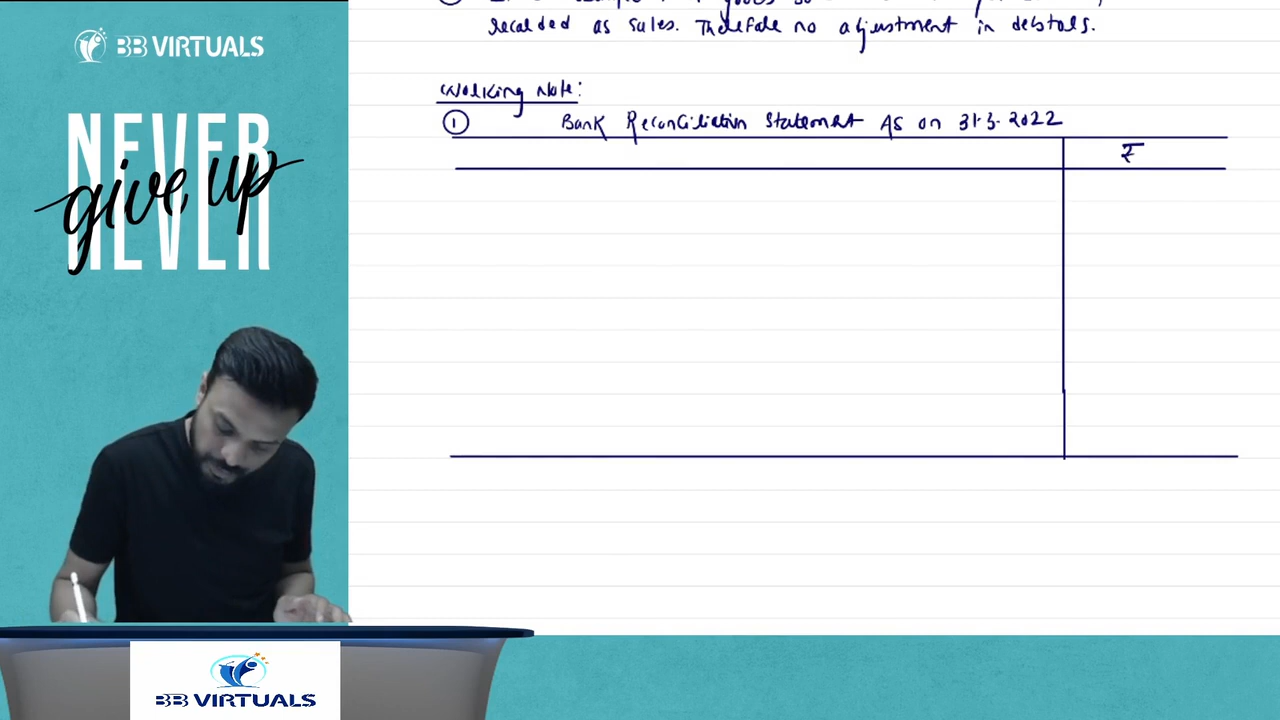 BB VIRTUALS
NEVER
give up
NEVER
recorded as sales. Therefore no adjustment in debtors.
Working Note:
1 Bank Reconciliation Statement As on 31.3.2022
₹
BB VIRTUALS